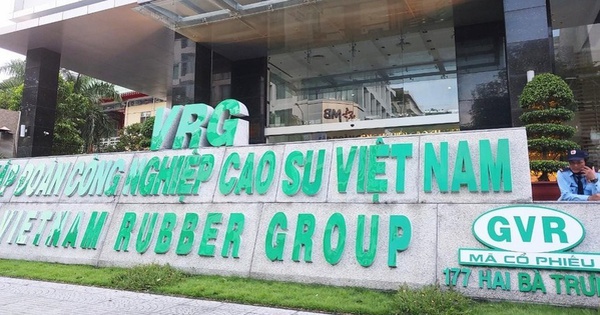 VRG
TẬP ĐOÀN CÔNG NGHIỆP CAO SU VIỆT NAM
VIETNAM RUBBER GROUP
GVR
MÃ CỔ PHIẾU
177 HAI BÀ TRƯN